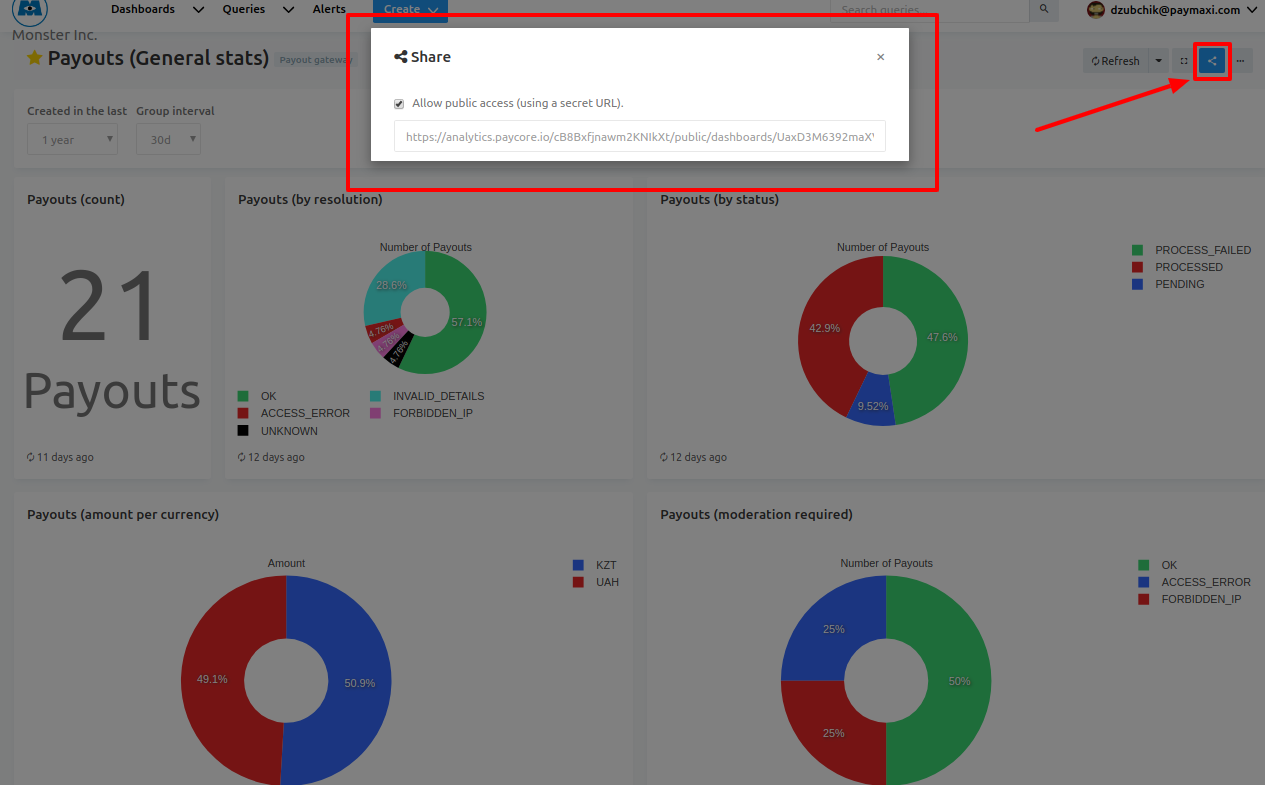 Dashboards Queries Alerts Create Search queries... dzubchik@paymaxi.com
Monster Inc.
Payouts (General stats) Payout gateway Refresh
Share ×
Allow public access (using a secret URL).
https://analytics.paycore.io/cB8Bxfjnawm2KNIkXt/public/dashboards/UaxD3M6392maX
Created in the last Group interval
1 year 30d
Payouts (count)
21
Payouts
11 days ago
Payouts (by resolution)
Number of Payouts
28.6%
57.1%
4.76%
4.76%
4.76%
OK INVALID_DETAILS
ACCESS_ERROR FORBIDDEN_IP
UNKNOWN
12 days ago
Payouts (by status)
Number of Payouts
PROCESS_FAILED
PROCESSED
PENDING
42.9%
47.6%
9.52%
12 days ago
Payouts (amount per currency)
Amount
KZT
UAH
49.1%
50.9%
Payouts (moderation required)
Number of Payouts
OK
ACCESS_ERROR
FORBIDDEN_IP
25%
50%
25%